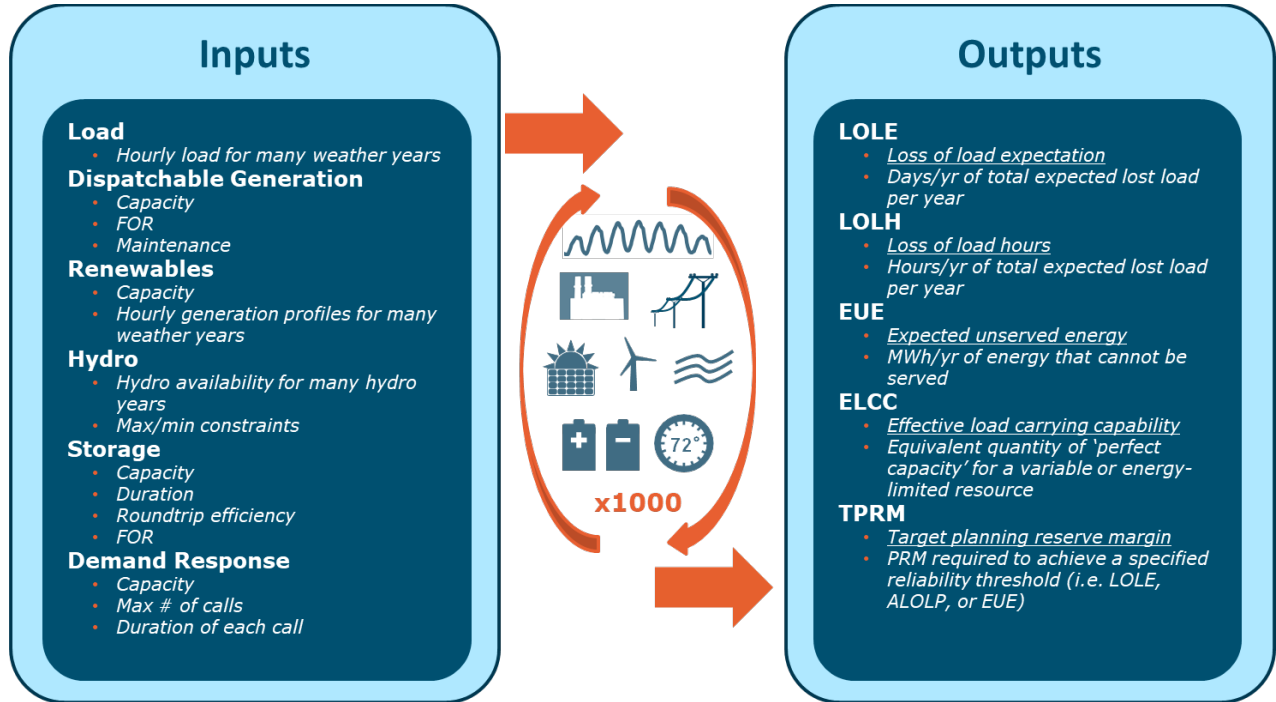 Inputs
Load
• Hourly load for many weather years
Dispatchable Generation
• Capacity
• FOR
• Maintenance
Renewables
• Capacity
• Hourly generation profiles for many
weather years
Hydro
• Hydro availability for many hydro
years
• Max/min constraints
Storage
• Capacity
• Duration
• Roundtrip efficiency
• FOR
Demand Response
• Capacity
• Max # of calls
• Duration of each call
72°
x1000
Outputs
LOLE
• Loss of load expectation
• Days/yr of total expected lost load
per year
LOLH
• Loss of load hours
• Hours/yr of total expected lost load
per year
EUE
• Expected unserved energy
• MWh/yr of energy that cannot be
served
ELCC
• Effective load carrying capability
• Equivalent quantity of ‘perfect
capacity’ for a variable or energy-
limited resource
TPRM
• Target planning reserve margin
• PRM required to achieve a specified
reliability threshold (i.e. LOLE,
ALOLP, or EUE)